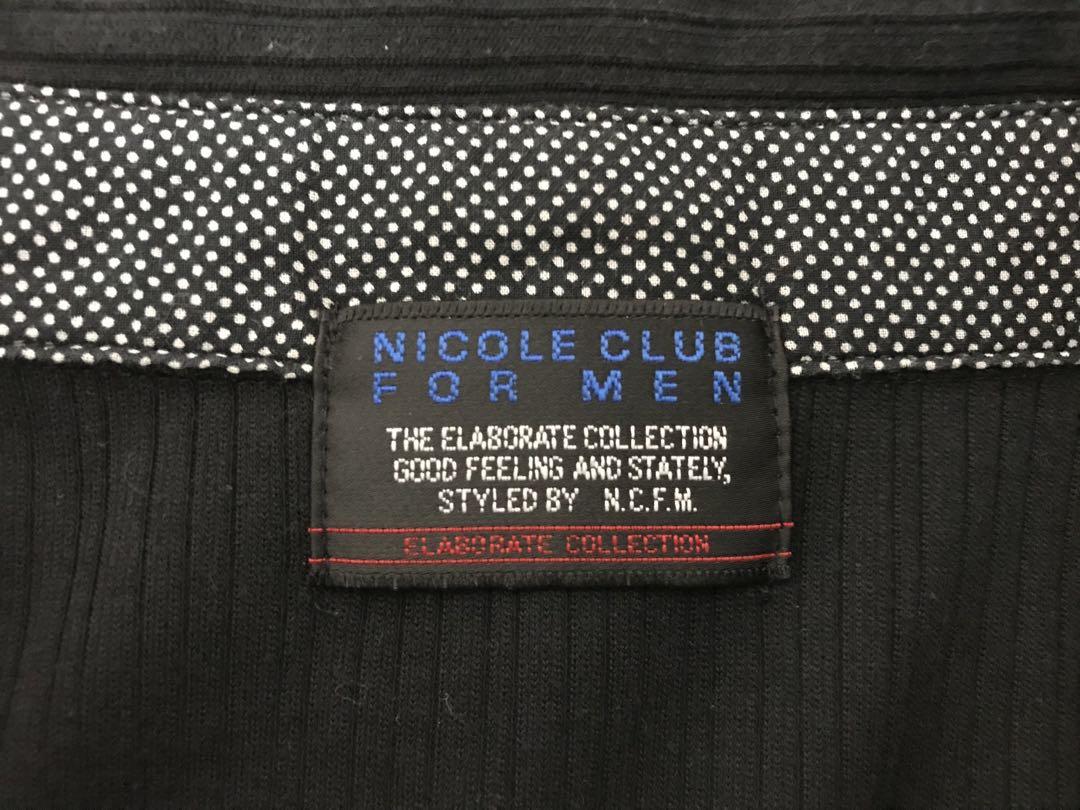 NICOLE CLUB
FOR MEN
THE ELABORATE COLLECTION
GOOD FEELING AND STATELY,
STYLED BY N.C.F.M.
ELABORATE COLLECTION